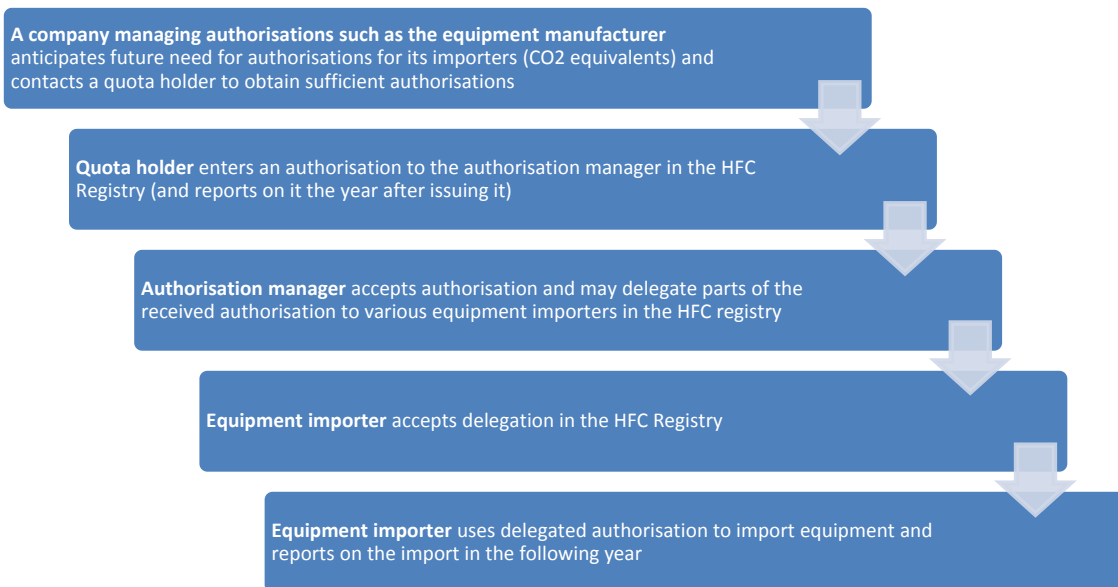 A company managing authorisations such as the equipment manufacturer
anticipates future need for authorisations for its importers (CO2 equivalents) and
contacts a quota holder to obtain sufficient authorisations
Quota holder enters an authorisation to the authorisation manager in the HFC
Registry (and reports on it the year after issuing it)
Authorisation manager accepts authorisation and may delegate parts of the
received authorisation to various equipment importers in the HFC registry
Equipment importer accepts delegation in the HFC Registry
Equipment importer uses delegated authorisation to import equipment and
reports on the import in the following year